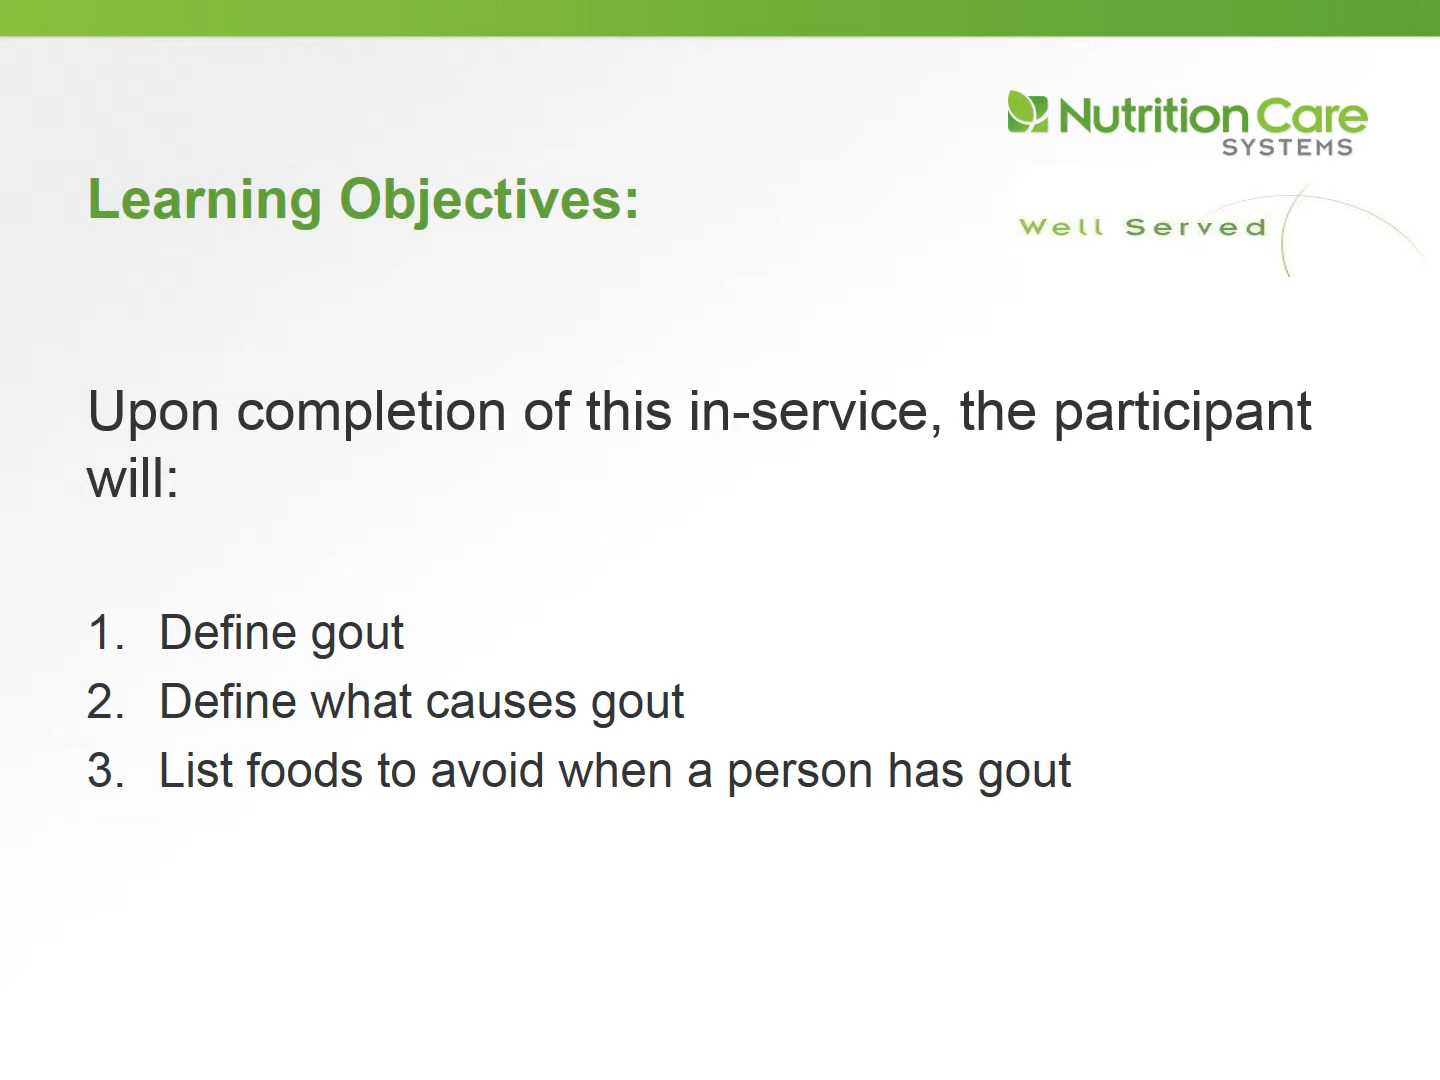 Nutrition Care
SYSTEMS
Learning Objectives:
Well Served
Upon completion of this in-service, the participant
will:
1. Define gout
2. Define what causes gout
3. List foods to avoid when a person has gout